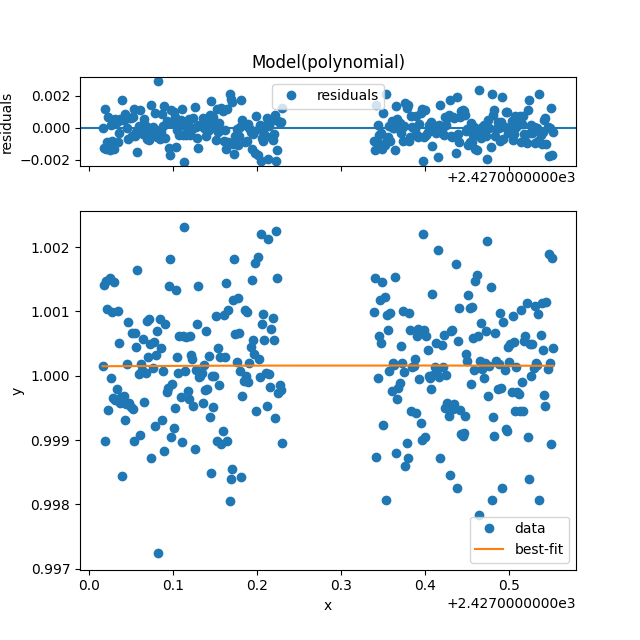 Model(polynomial)
residuals
0.002
0.000
−0.002
residuals
+2.4270000000e3
y
1.002
1.001
1.000
0.999
0.998
0.997
data
best-fit
0.0 0.1 0.2 0.3 0.4 0.5
x
+2.4270000000e3